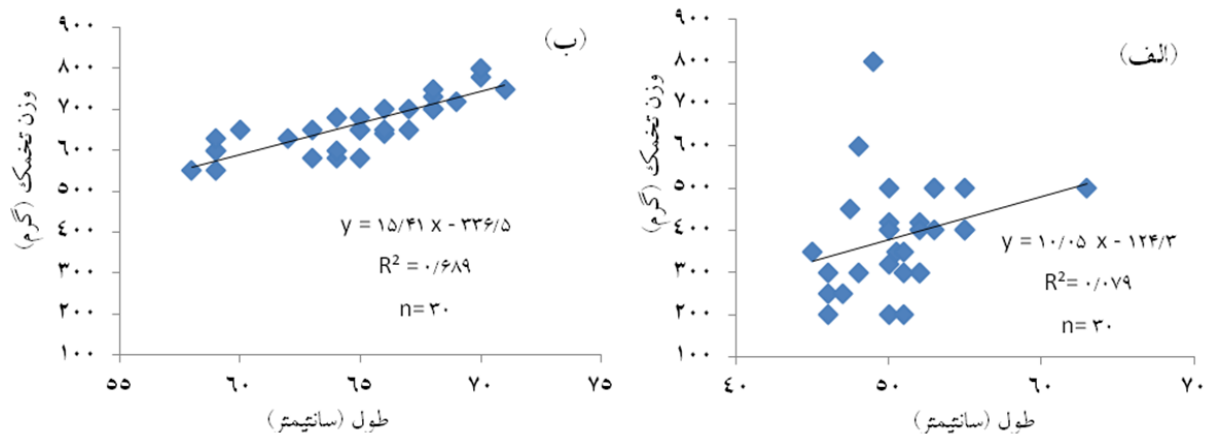 (الف)
وزن تخمک (گرم)
۹۰۰
۸۰۰
۷۰۰
۶۰۰
۵۰۰
۴۰۰
۳۰۰
۲۰۰
۱۰۰
y = ۱۰/۰۵ x - ۱۲۴/۳
R²= ۰/۰۷۹
n= ۳۰
۴۰ ۵۰ ۶۰ ۷۰
طول (سانتیمتر)
(ب)
وزن تخمک (گرم)
۹۰۰
۸۰۰
۷۰۰
۶۰۰
۵۰۰
۴۰۰
۳۰۰
۲۰۰
۱۰۰
y = ۱۵/۴۱ x - ۳۳۶/۵
R² = ۰/۶۸۹
n= ۳۰
۵۵ ۶۰ ۶۵ ۷۰ ۷۵
طول (سانتیمتر)